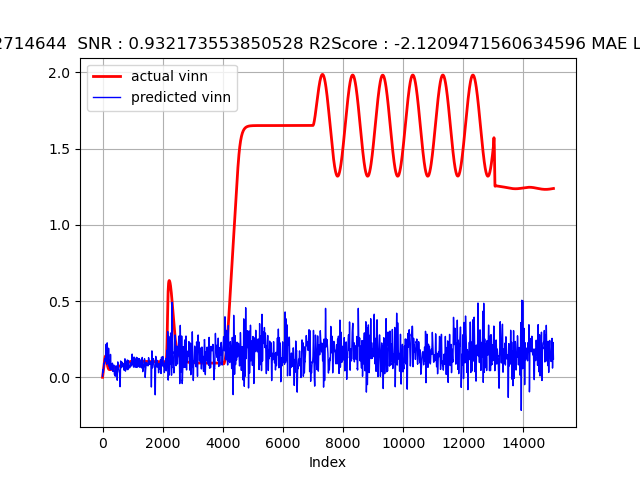 2714644 SNR : 0.932173553850528 R2Score : -2.1209471560634596 MAE L
actual vinn
predicted vinn
2.0
1.5
1.0
0.5
0.0
0 2000 4000 6000 8000 10000 12000 14000
Index